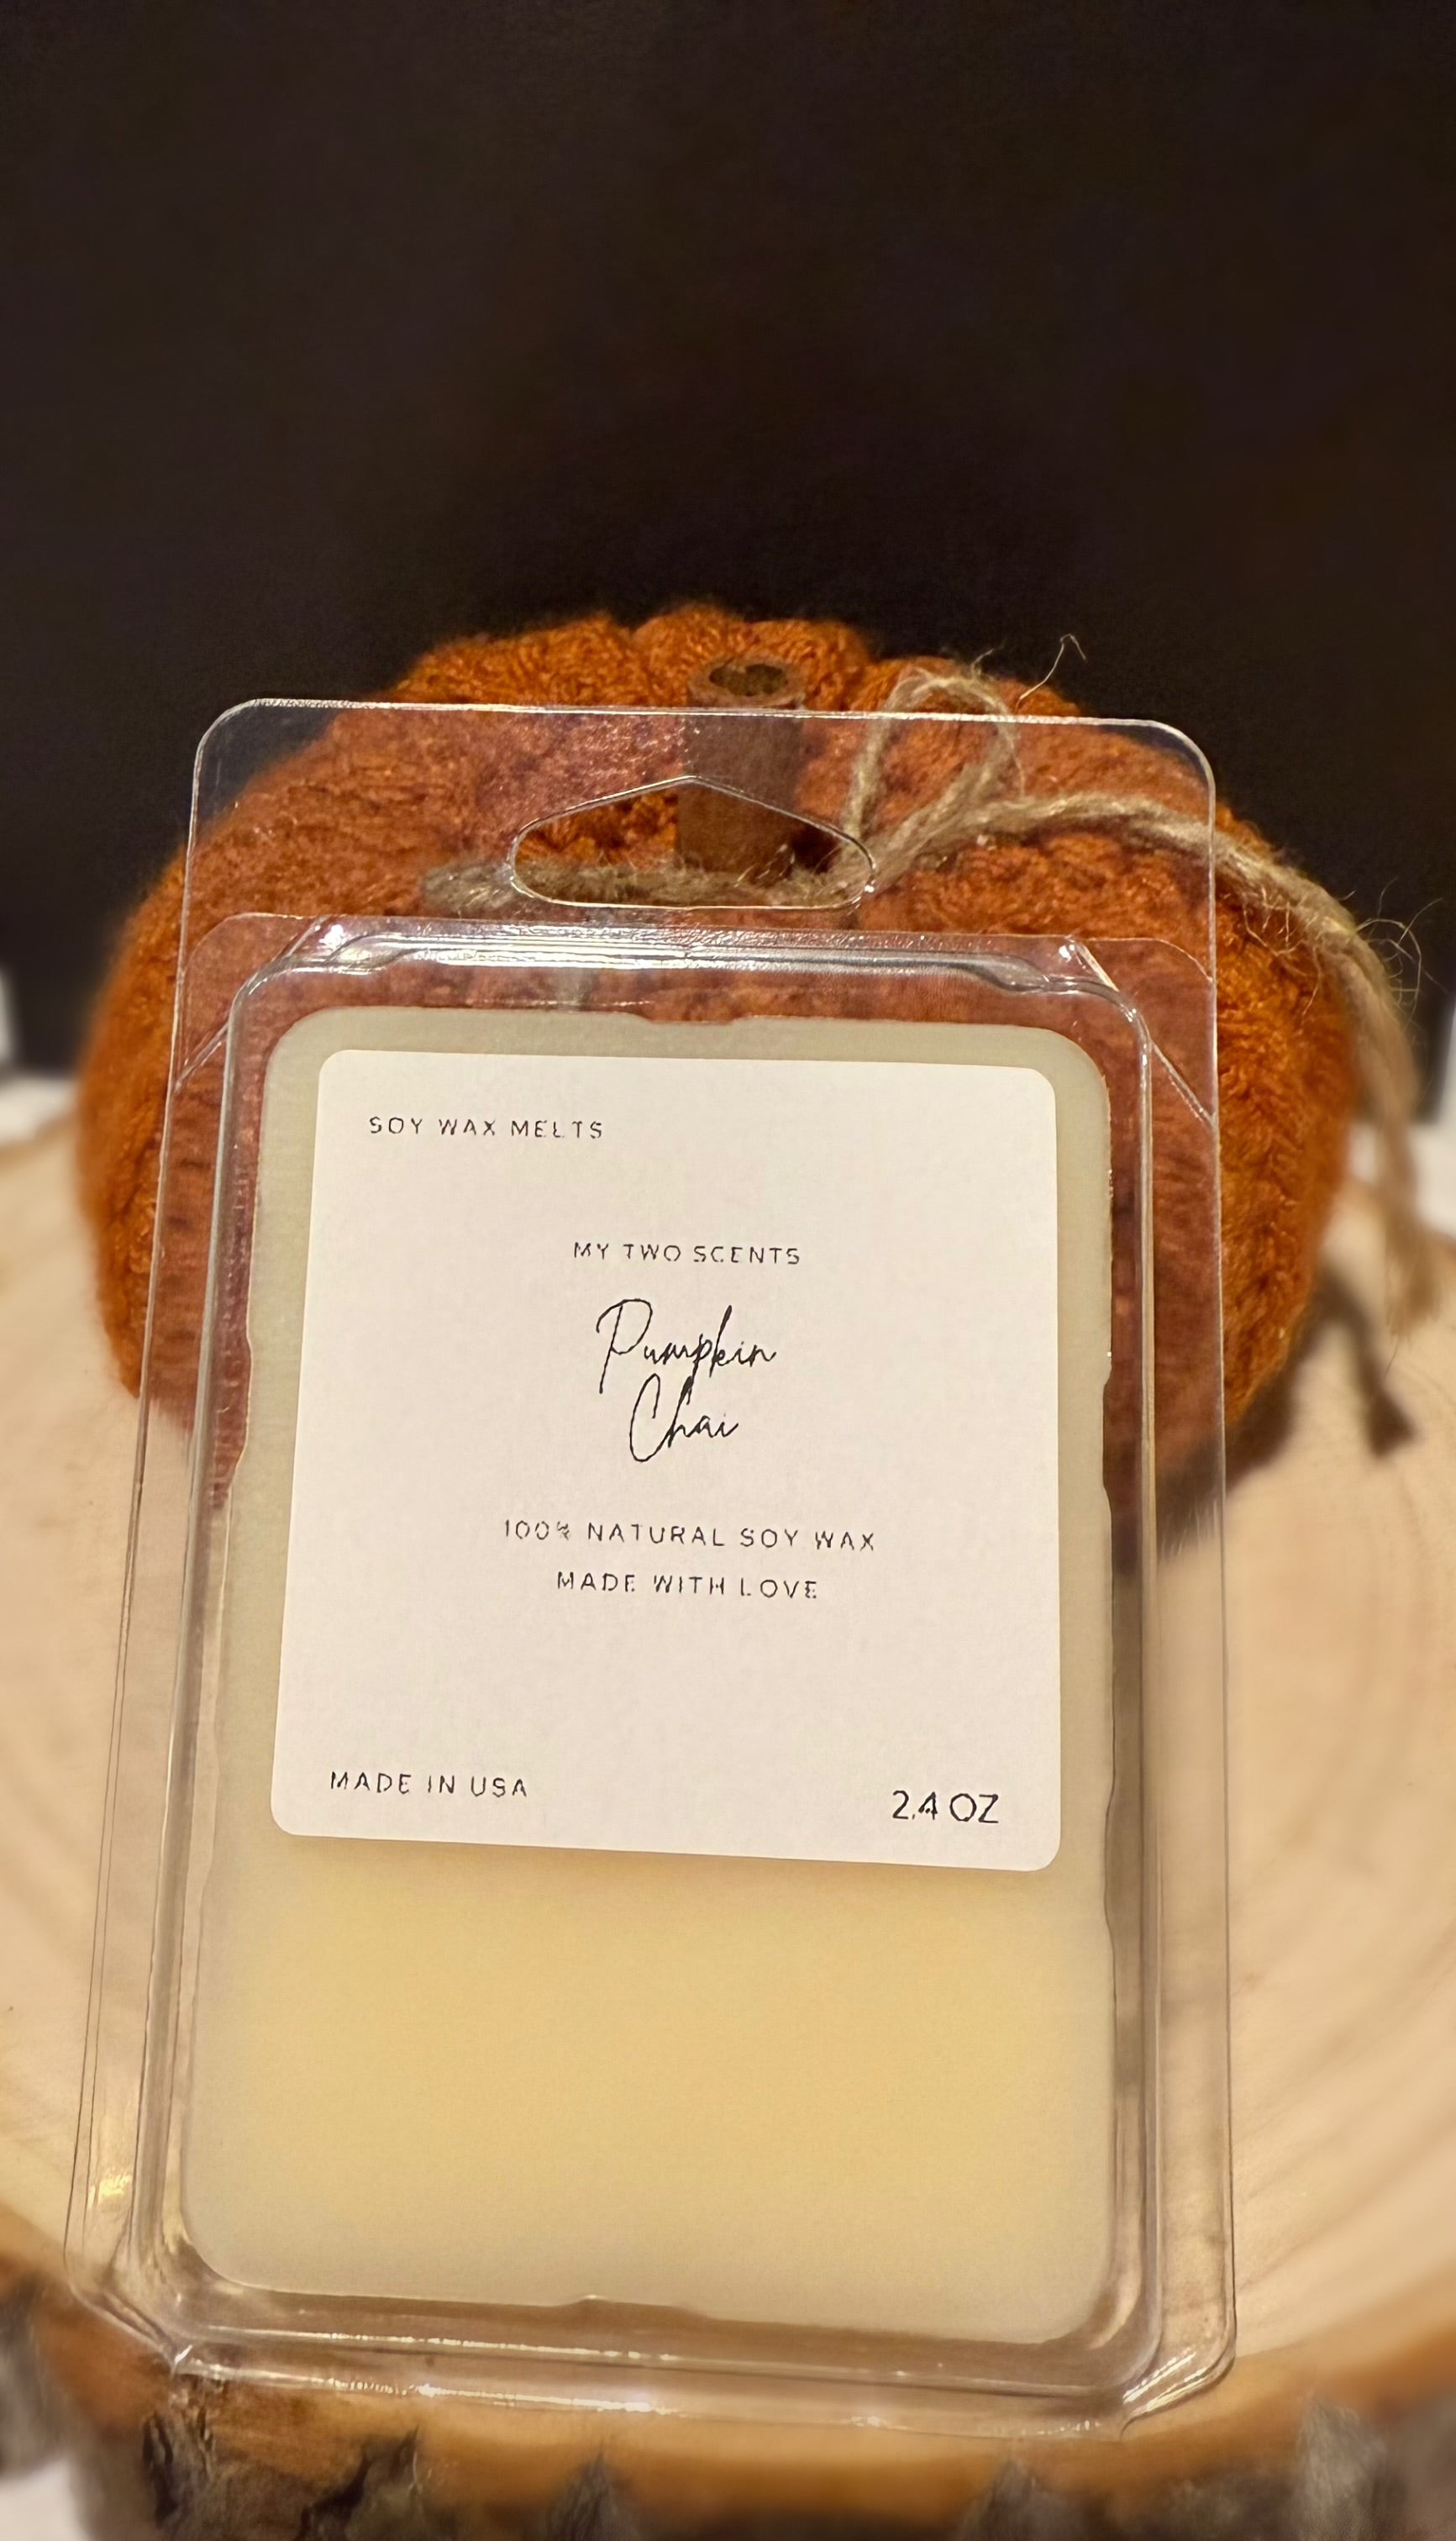 SOY WAX MELTS
MY TWO SCENTS
Pumpkin
Chai
100% NATURAL SOY WAX
MADE WITH LOVE
MADE IN USA
2.4 OZ